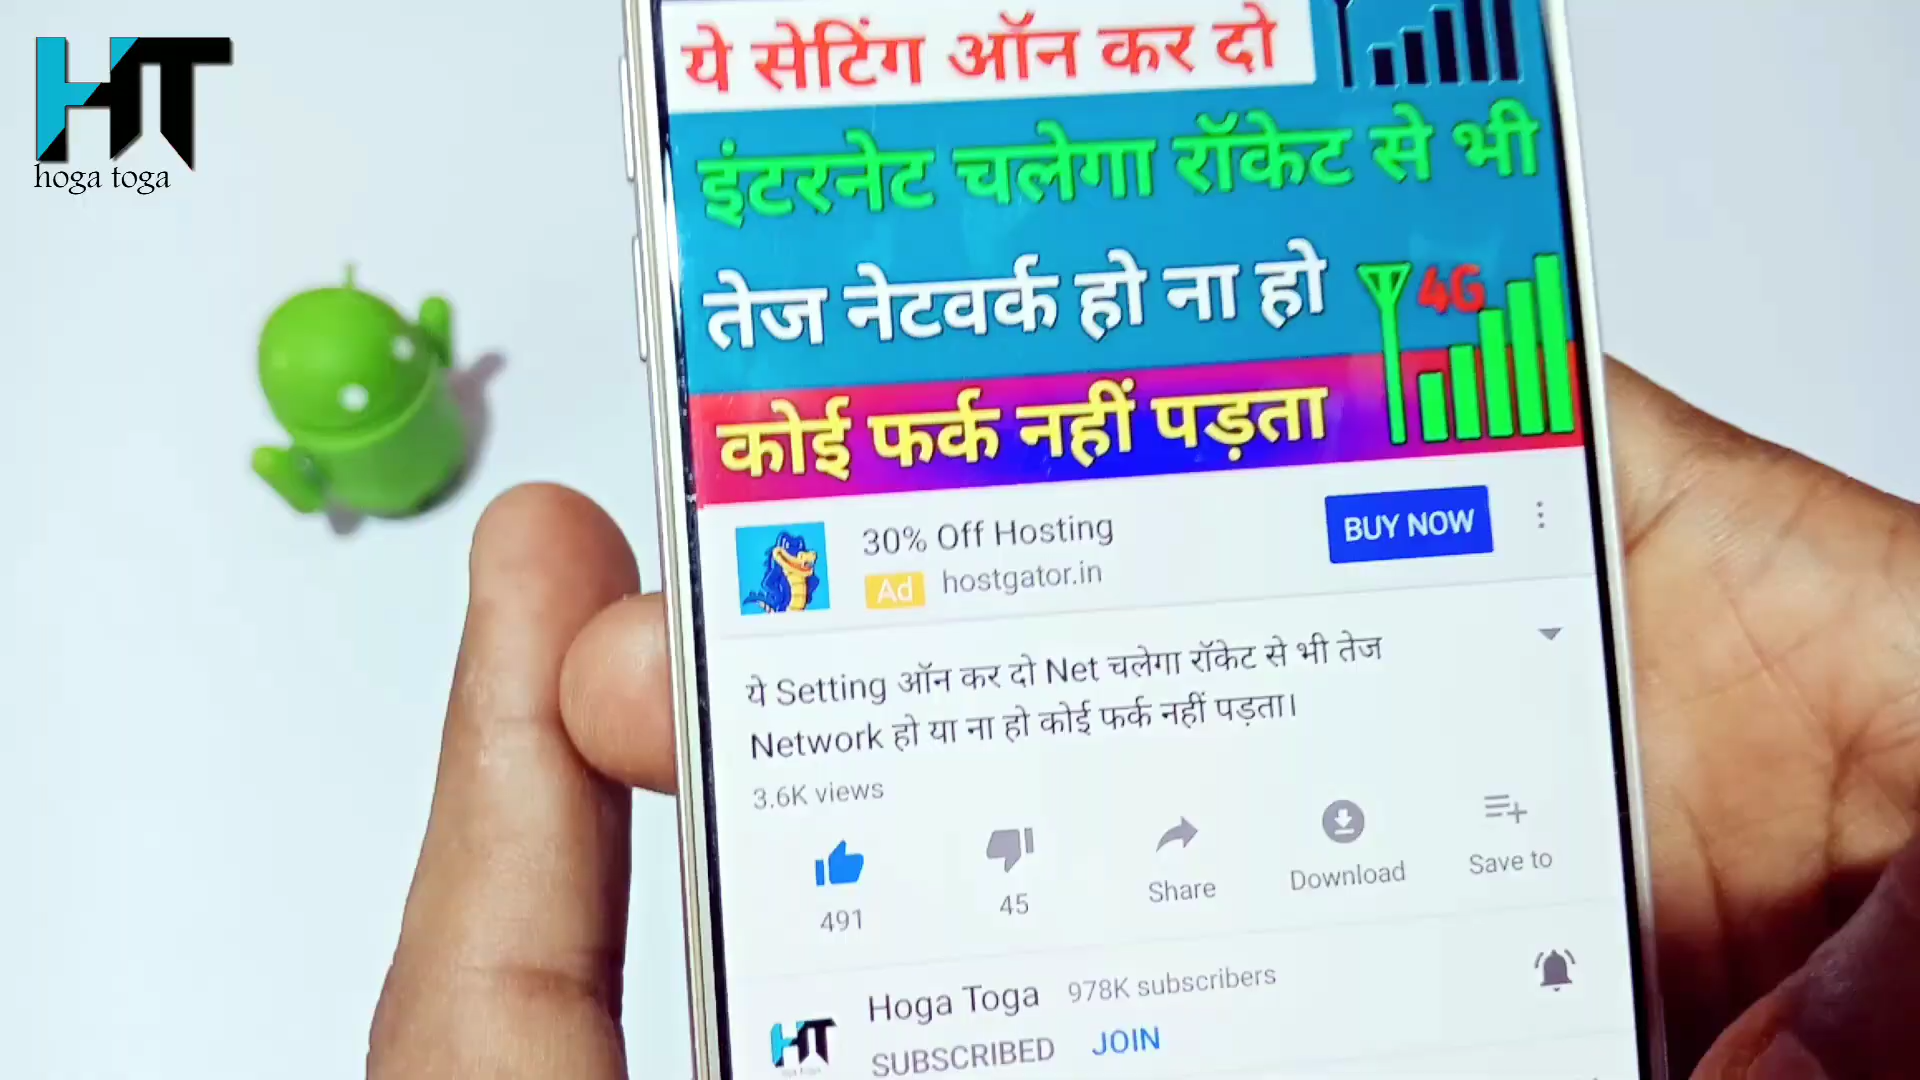 HT
hoga toga
ये सेटिंग ऑन कर दो
इंटरनेट चलेगा रॉकेट से भी
तेज नेटवर्क हो ना हो
4G
कोई फर्क नहीं पड़ता
30% Off Hosting
Ad hostgator.in
BUY NOW
ये Setting ऑन कर दो Net चलेगा रॉकेट से भी तेज
Network हो या ना हो कोई फर्क नहीं पड़ता।
3.6K views
491
45
Share
Download
Save to
HT
Hoga Toga 978K subscribers
SUBSCRIBED JOIN